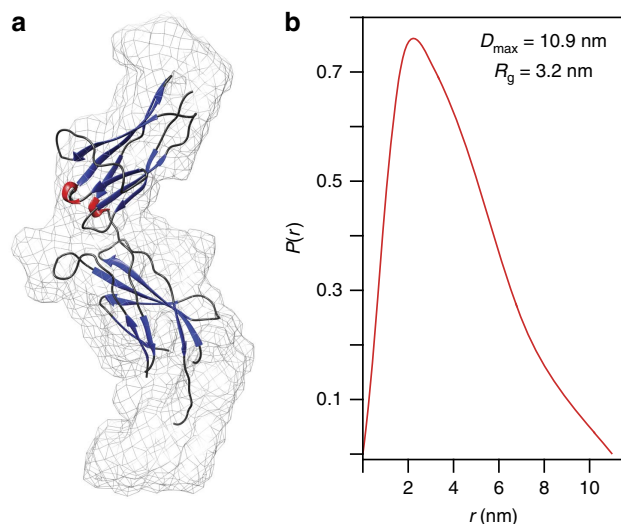 a
b
Dmax = 10.9 nm
Rg = 3.2 nm
0.7
0.5
0.3
0.1
P(r)
2 4 6 8 10
r (nm)